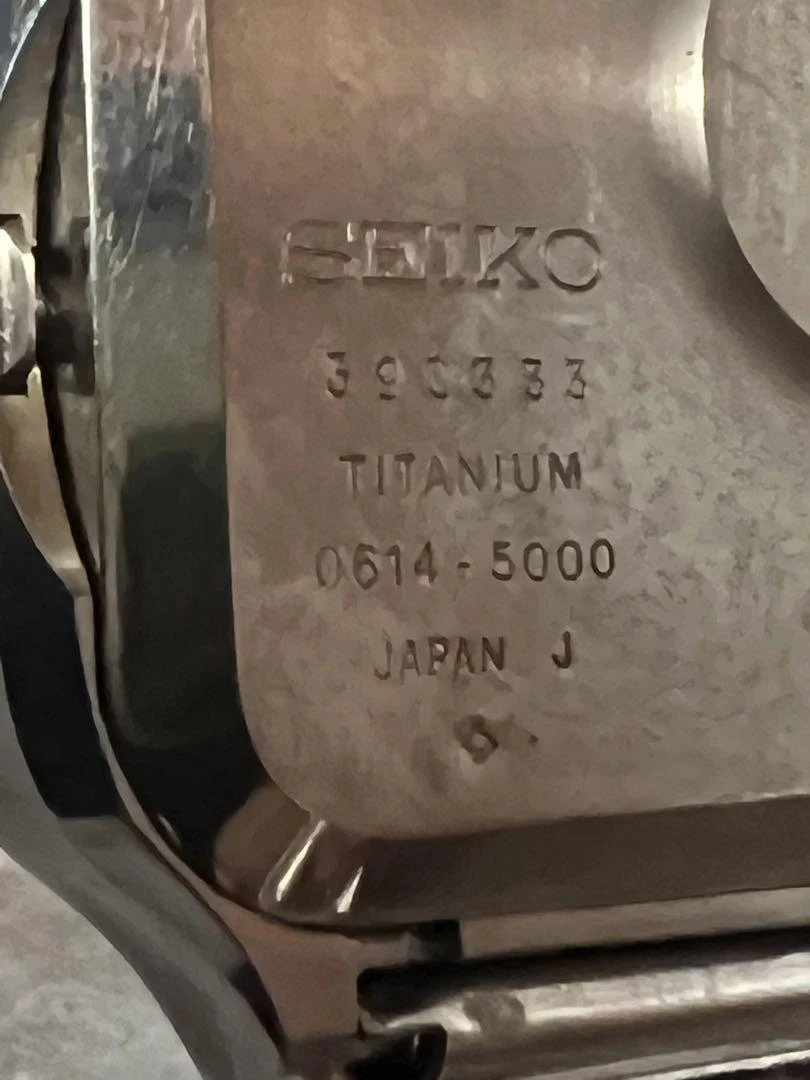 SEIKO
390333
TITANIUM
0614-5000
JAPAN J